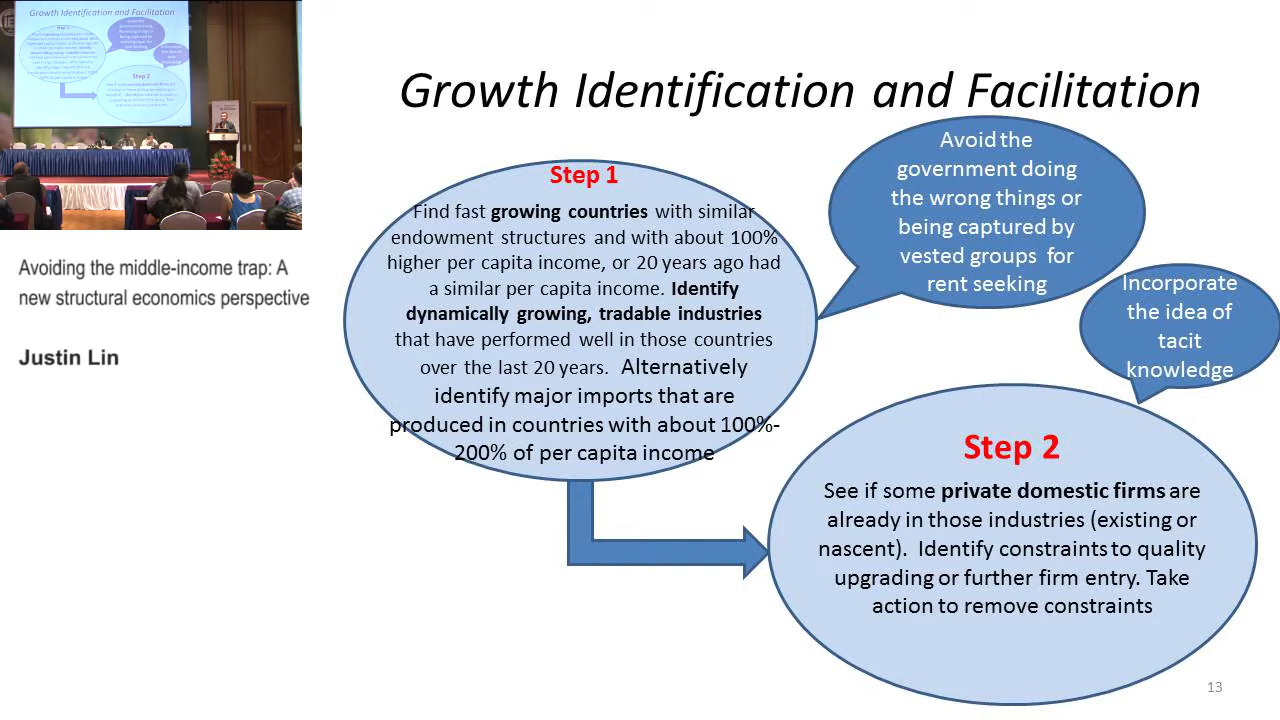 Growth Identification and Facilitation
Step 1
Find fast growing countries with similar
endowment structures and with about 100%
higher per capita income, or 20 years ago had
a similar per capita income. Identify
dynamically growing, tradable industries
that have performed well in those countries
over the last 20 years. Alternatively
identify major imports that are
produced in countries with about 100%-
200% of per capita income
Avoid the
government doing
the wrong things or
being captured by
vested groups for
rent seeking
Incorporate
the idea of
tacit
knowledge
Step 2
See if some private domestic firms are
already in those industries (existing or
nascent). Identify constraints to quality
upgrading or further firm entry. Take
action to remove constraints
13
Avoiding the middle-income trap: A
new structural economics perspective
Justin Lin
Growth Identification and Facilitation
Step 2